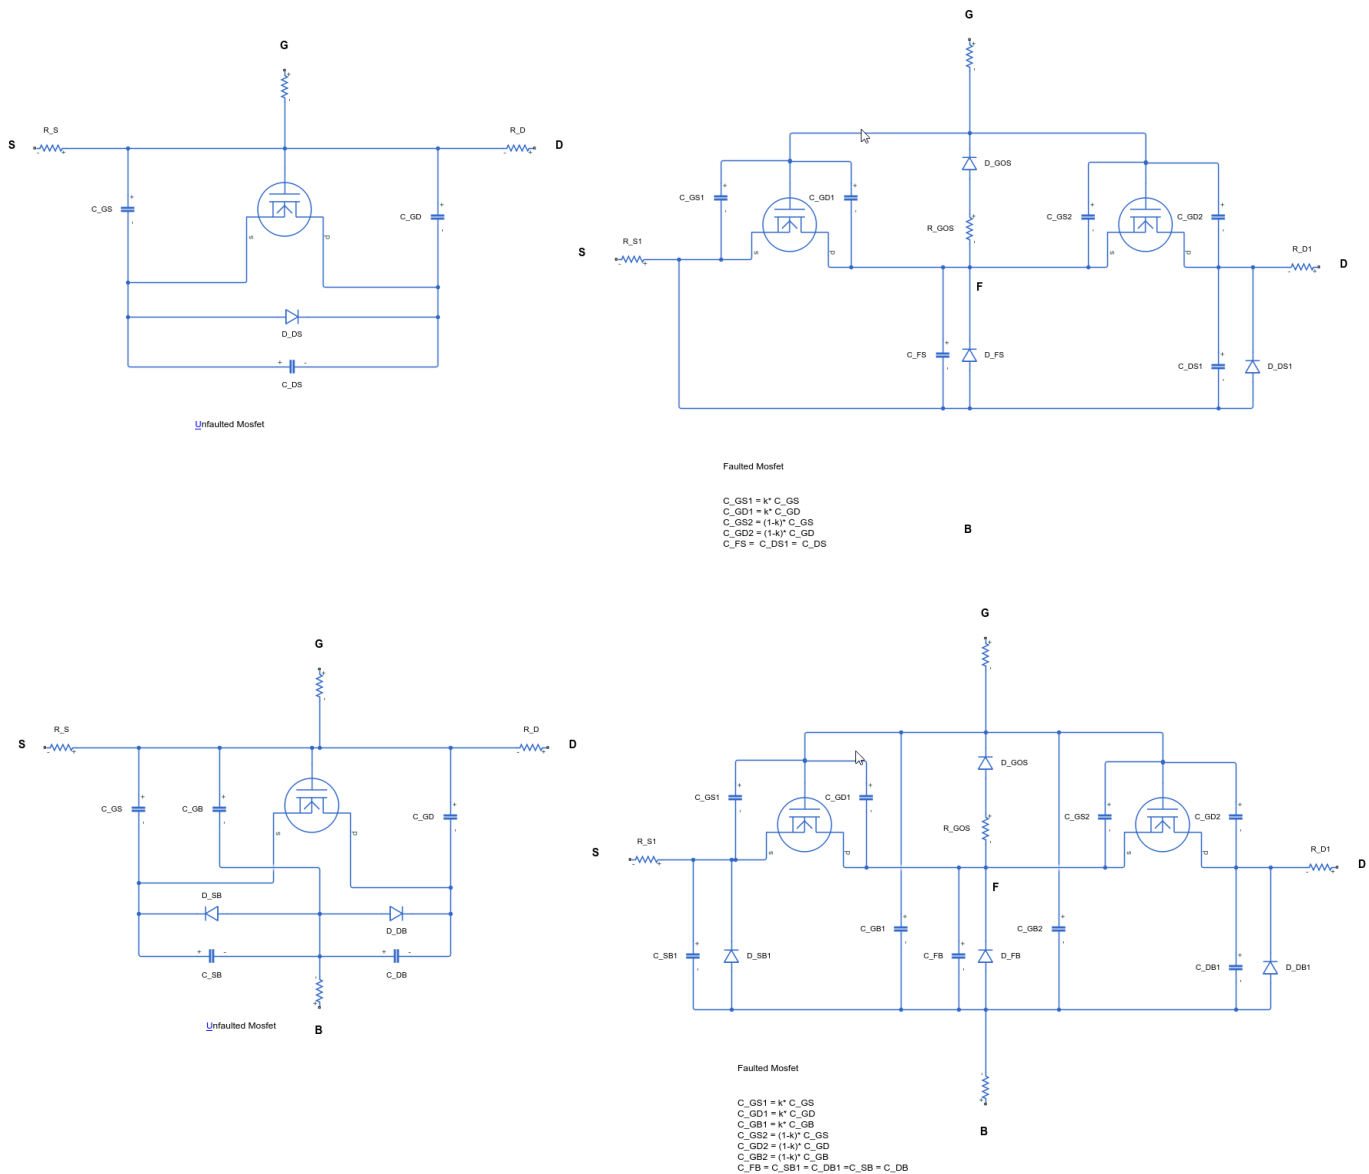 G
R_S
S
R_D
D
C_GS
C_GD
s
d
D_DS
+ -
C_DS
Unfaulted Mosfet
G
D_GOS
C_GS1
C_GD1
C_GS2
C_GD2
R_GOS
R_S1
S
s
d
s
d
R_D1
D
F
C_FS
D_FS
C_DS1
D_DS1
Faulted Mosfet
C_GS1 = k* C_GS
C_GD1 = k* C_GD
C_GS2 = (1-k)* C_GS
C_GD2 = (1-k)* C_GD
C_FS = C_DS1 = C_DS
B
G
R_S
S
R_D
D
C_GS
C_GB
C_GD
s
d
D_SB
D_DB
+ -
+ -
C_SB
C_DB
Unfaulted Mosfet
B
G
D_GOS
C_GS1
C_GD1
C_GS2
C_GD2
R_GOS
R_S1
S
s
d
s
d
R_D1
D
F
C_SB1
D_SB1
C_GB1
C_FB
D_FB
C_GB2
C_DB1
D_DB1
B
Faulted Mosfet
C_GS1 = k* C_GS
C_GD1 = k* C_GD
C_GB1 = k* C_GB
C_GS2 = (1-k)* C_GS
C_GD2 = (1-k)* C_GD
C_GB2 = (1-k)* C_GB
C_FB = C_SB1 = C_DB1 =C_SB = C_DB